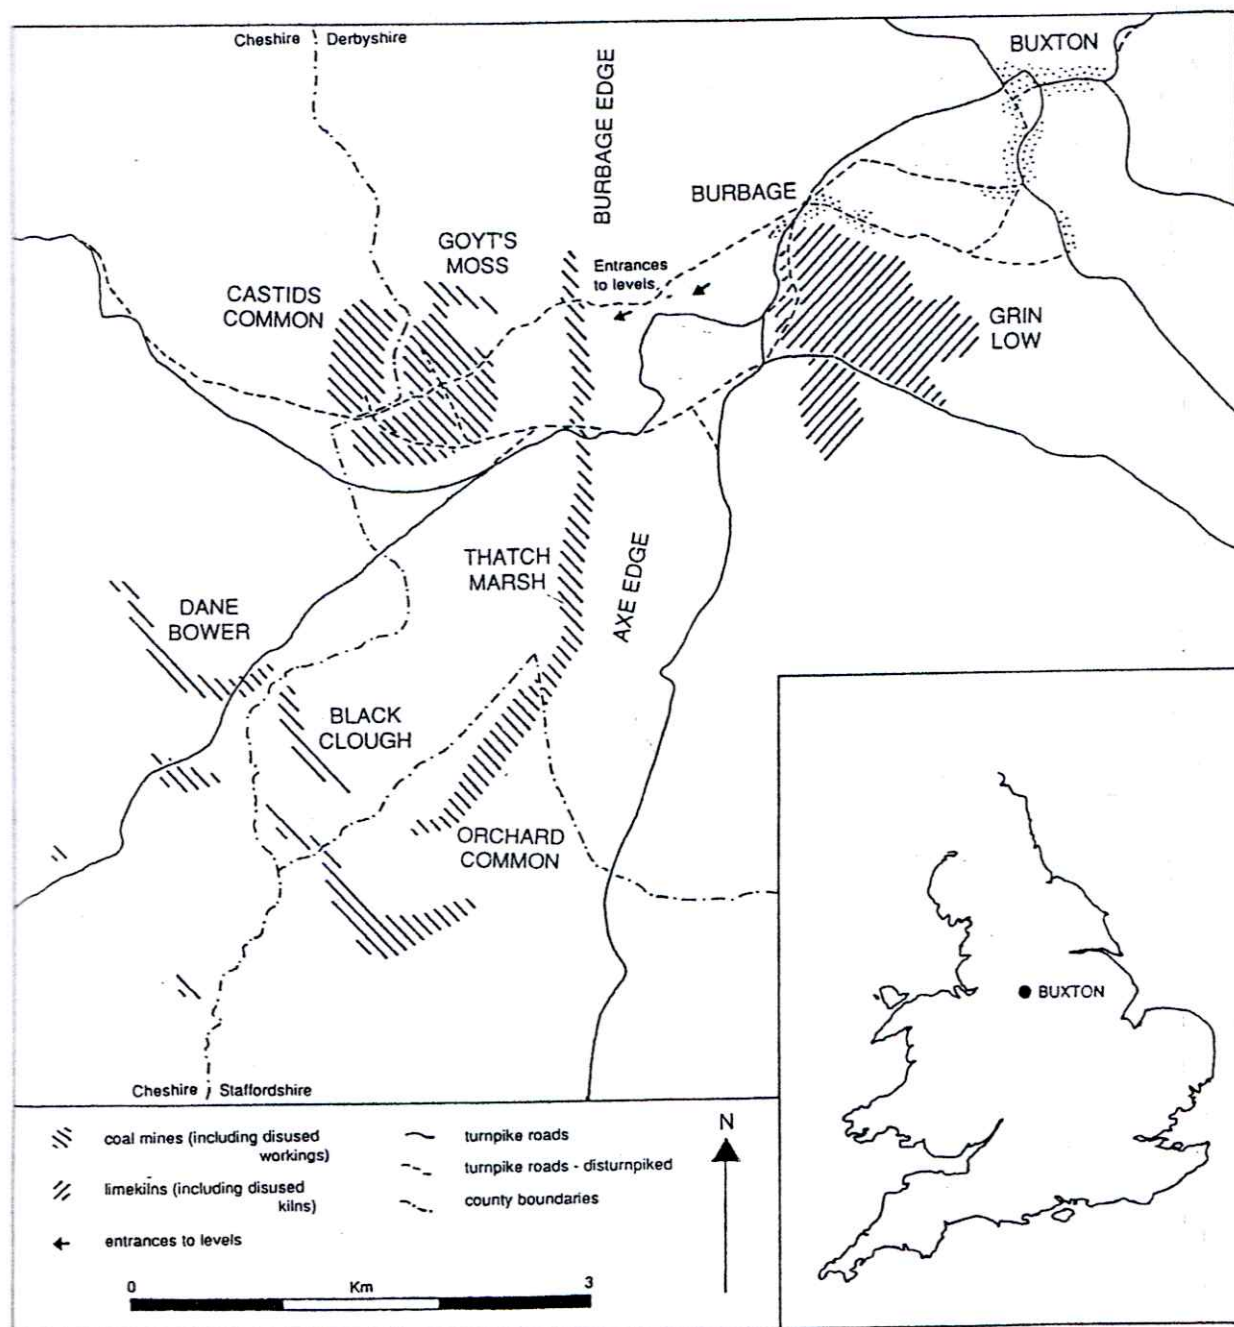 Cheshire Derbyshire
BUXTON
BURBAGE EDGE
BURBAGE
GOYT'S
MOSS
Entrances
to levels
CASTIDS
COMMON
GRIN
LOW
THATCH
MARSH
AXE EDGE
DANE
BOWER
BLACK
CLOUGH
ORCHARD
COMMON
BUXTON
Cheshire Staffordshire
coal mines (including disused
workings)
limekilns (including disused
kilns)
entrances to levels
turnpike roads
turnpike roads - disturnpiked
county boundaries
N
0 Km 3